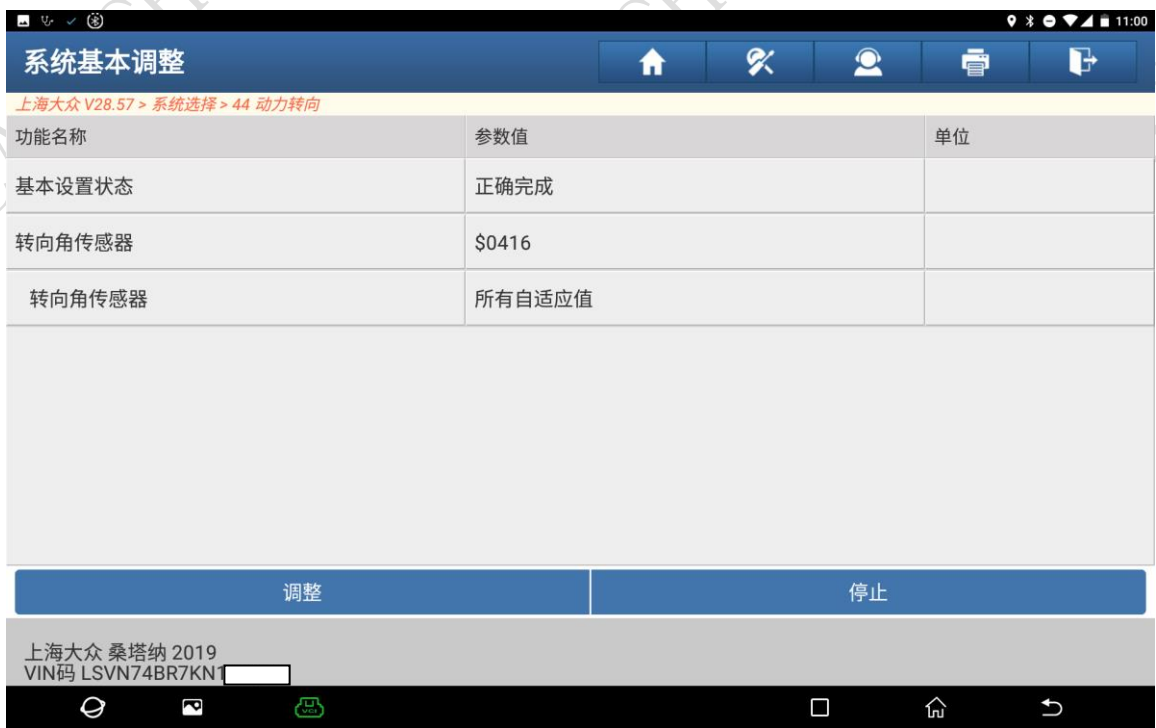 11:00
系统基本调整
上海大众 V28.57 > 系统选择 > 44 动力转向
功能名称 参数值 单位
基本设置状态 正确完成
转向角传感器 $0416
转向角传感器 所有自适应值
调整 停止
上海大众 桑塔纳 2019
VIN码 LSVN74BR7KN1
VCI